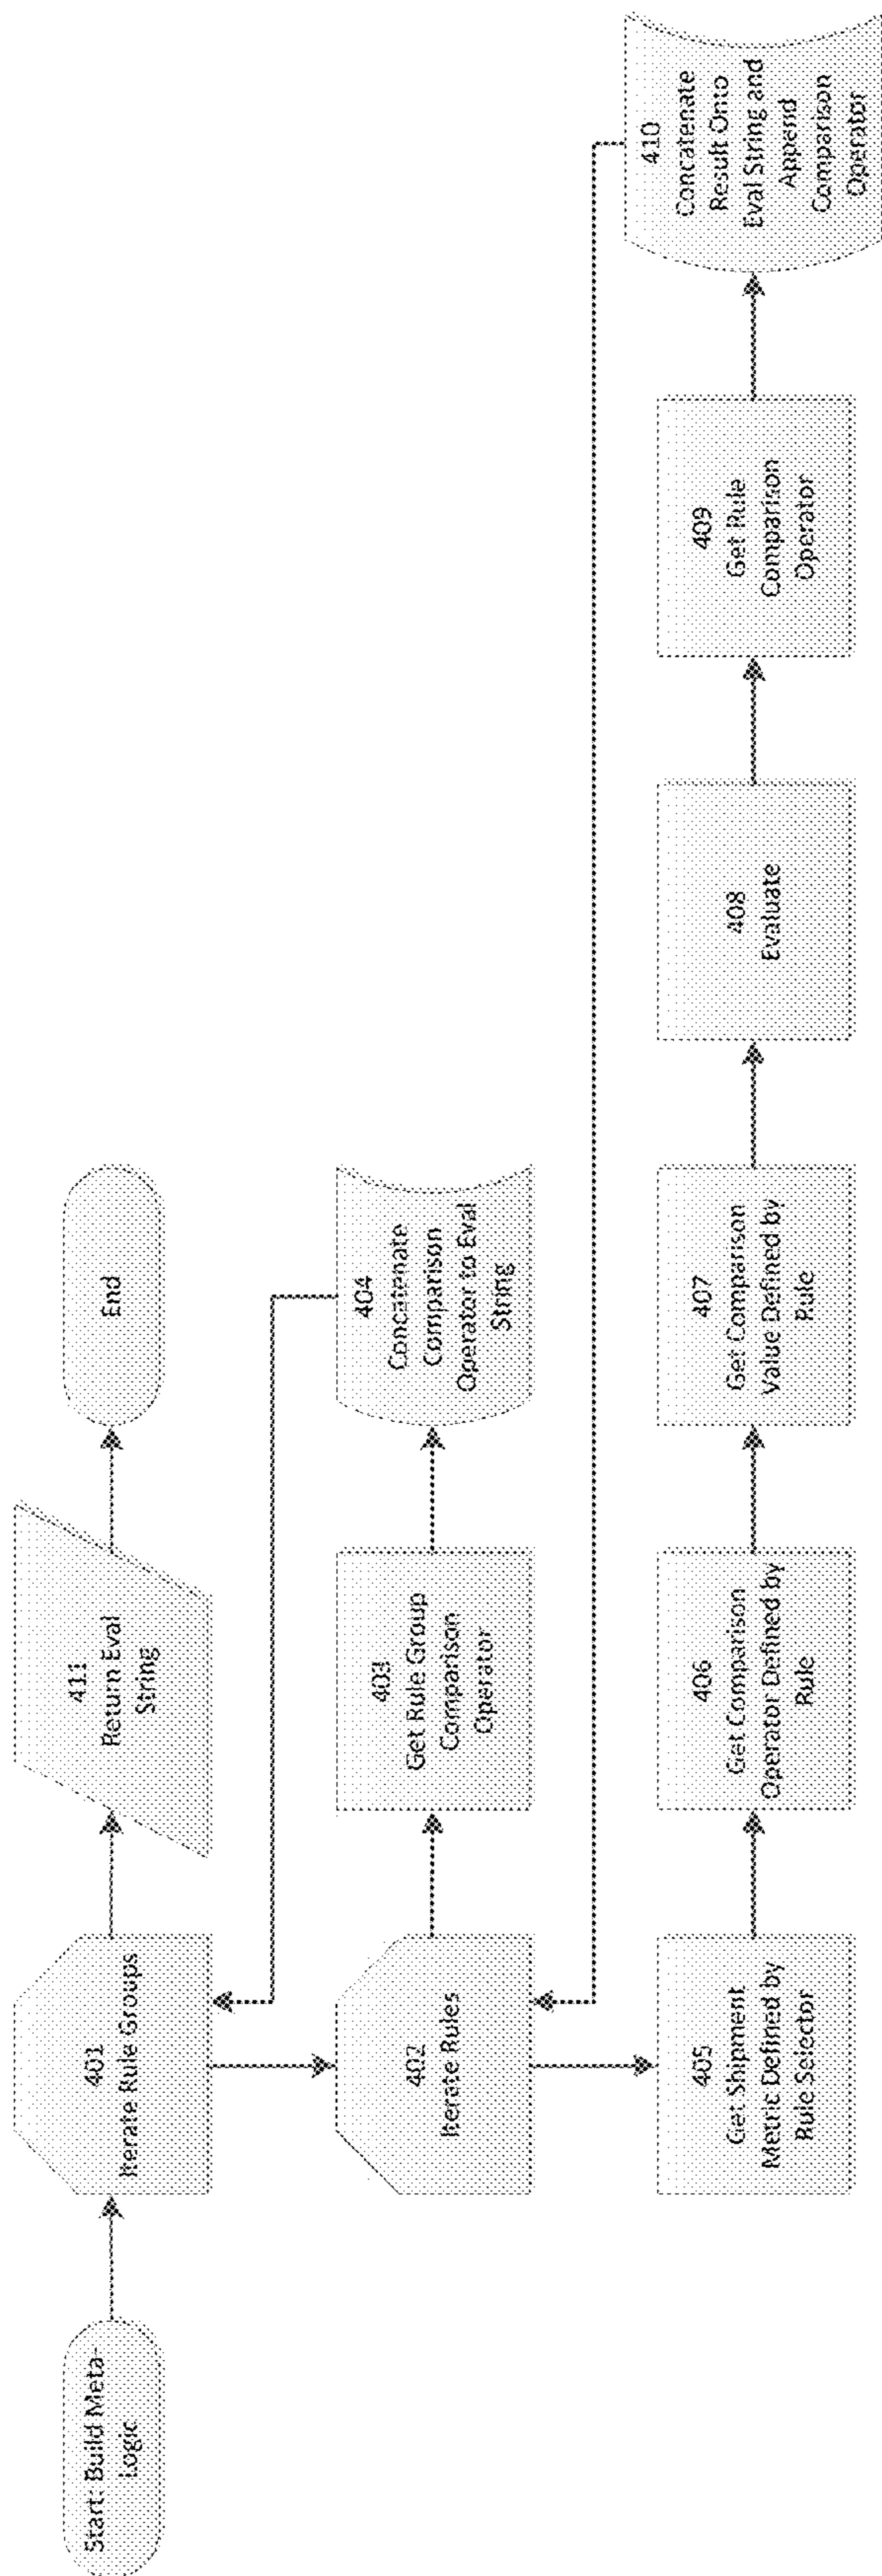 Start: Build Meta-
Logic
401
Iterate Rule Groups
411
Return Eval
String
End
402
Iterate Rules
403
Get Rule Group
Comparison
Operator
404
Concatenate
Comparison
Operator to Eval
String
405
Get Shipment
Metric Defined by
Rule Selector
406
Get Comparison
Operator Defined by
Rule
407
Get Comparison
Value Defined by
Rule
408
Evaluate
409
Get Rule
Comparison
Operator
410
Concatenate
Result Onto
Eval String and
Append
Comparison
Operator